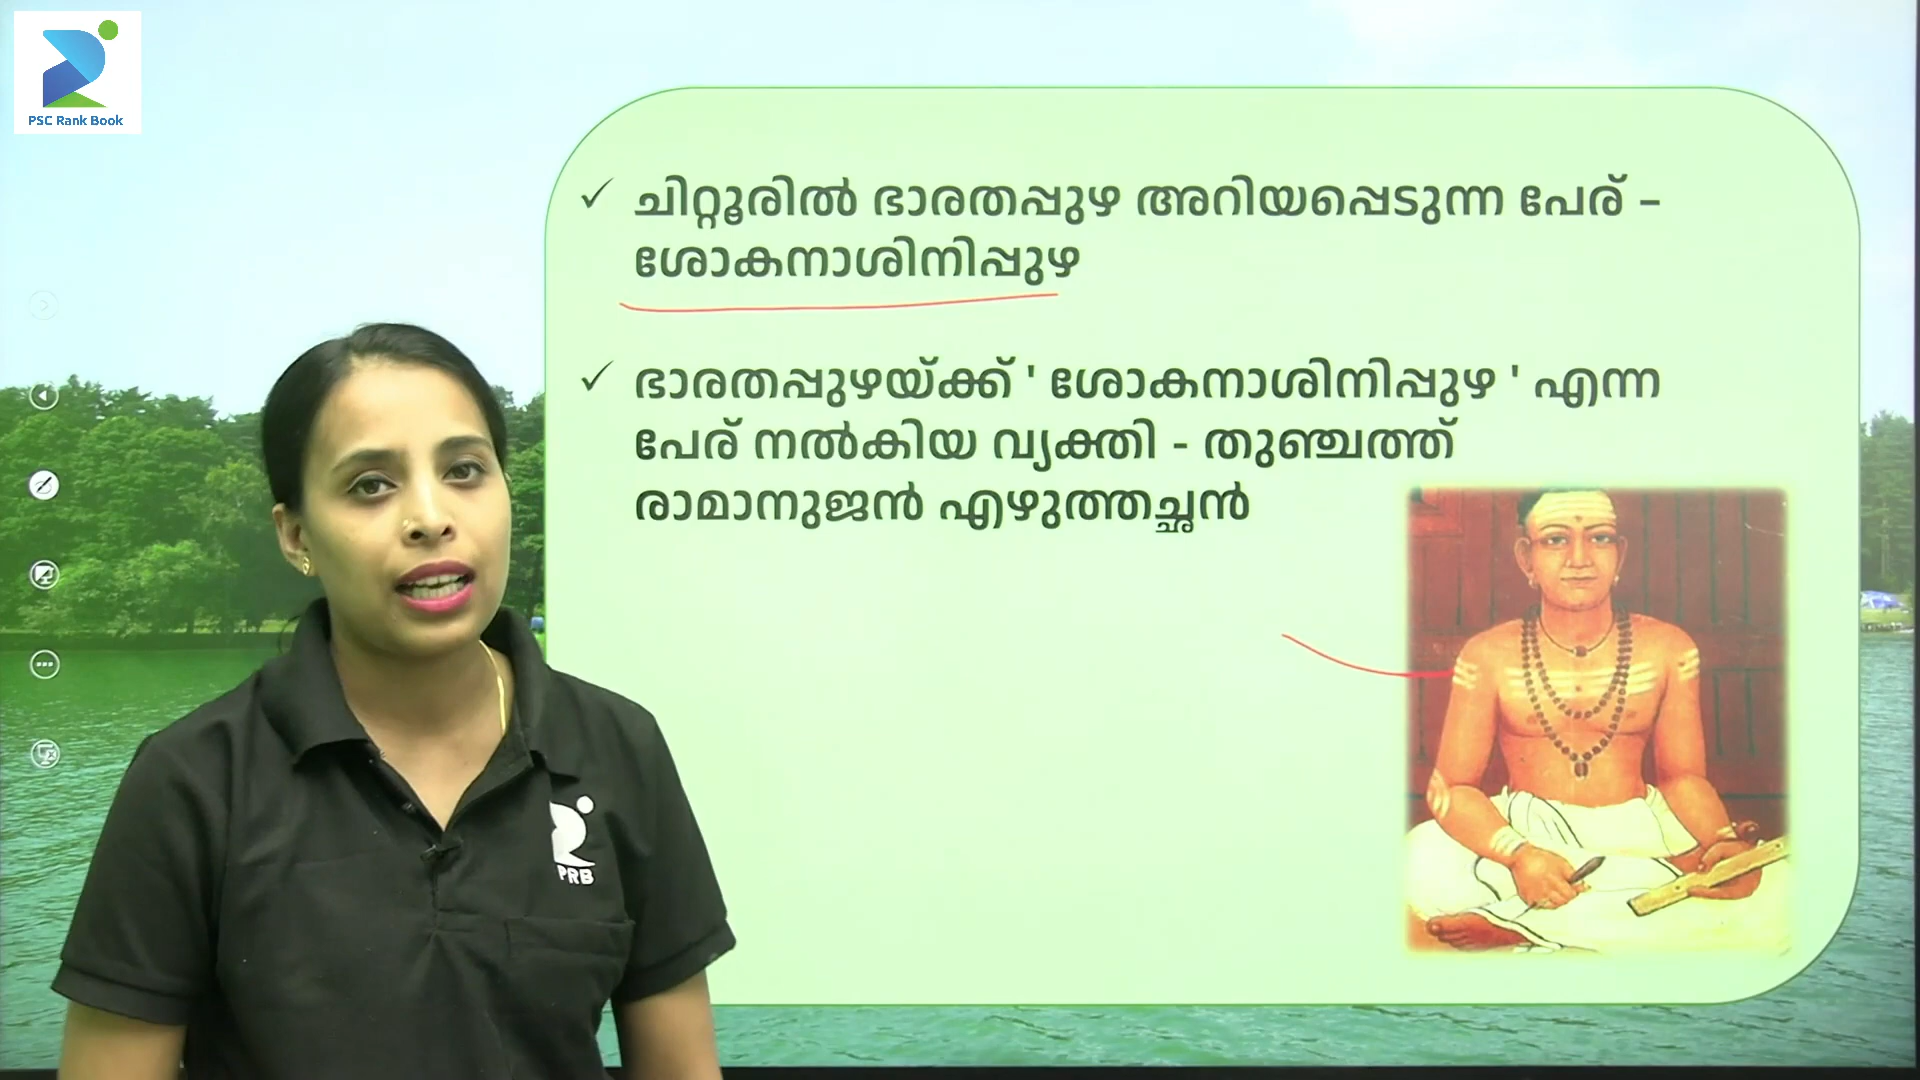 PSC Rank Book
ചിറ്റൂരിൽ ഭാരതപ്പുഴ അറിയപ്പെടുന്ന പേര് –
ശോകനാശിനിപ്പുഴ
ഭാരതപ്പുഴയ്ക്ക് ' ശോകനാശിനിപ്പുഴ ' എന്ന
പേര് നൽകിയ വ്യക്തി - തുഞ്ചത്ത്
രാമാനുജൻ എഴുത്തച്ഛൻ
PRB